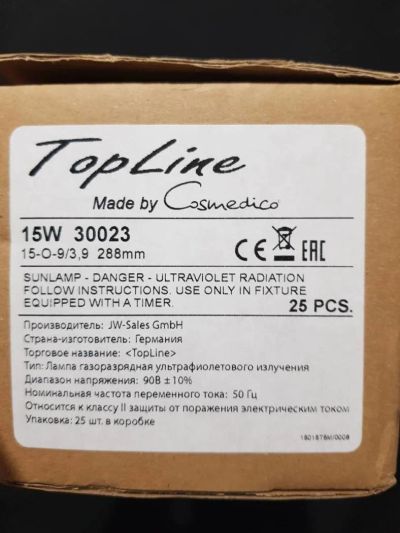 TopLine
Made by Cosmedico
15W 30023
15-O-9/3,9 288mm
CE EAC
SUNLAMP - DANGER - ULTRAVIOLET RADIATION
FOLLOW INSTRUCTIONS. USE ONLY IN FIXTURE
EQUIPPED WITH A TIMER.
25 PCS.
Производитель: JW-Sales GmbH
Страна-изготовитель: Германия
Торговое название: <TopLine>
Тип: Лампа газоразрядная ультрафиолетового излучения
Диапазон напряжения: 90В ± 10%
Номинальная частота переменного тока: 50 Гц
Относится к классу II защиты от поражения электрическим током
Упаковка: 25 шт. в коробке